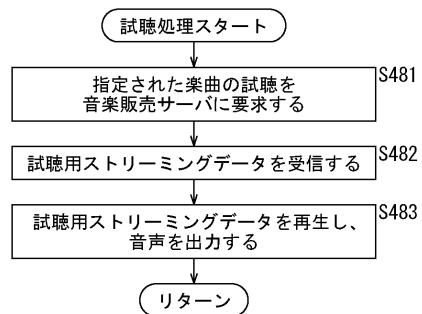 試聴処理スタート
指定された楽曲の試聴を
音楽販売サーバに要求する
S481
試聴用ストリーミングデータを受信する
S482
試聴用ストリーミングデータを再生し、
音声を出力する
S483
リターン